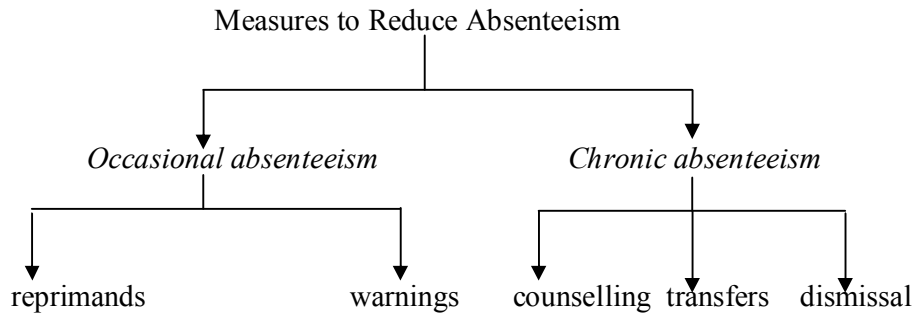 Measures to Reduce Absenteeism
Occasional absenteeism Chronic absenteeism
reprimands warnings counselling transfers dismissal